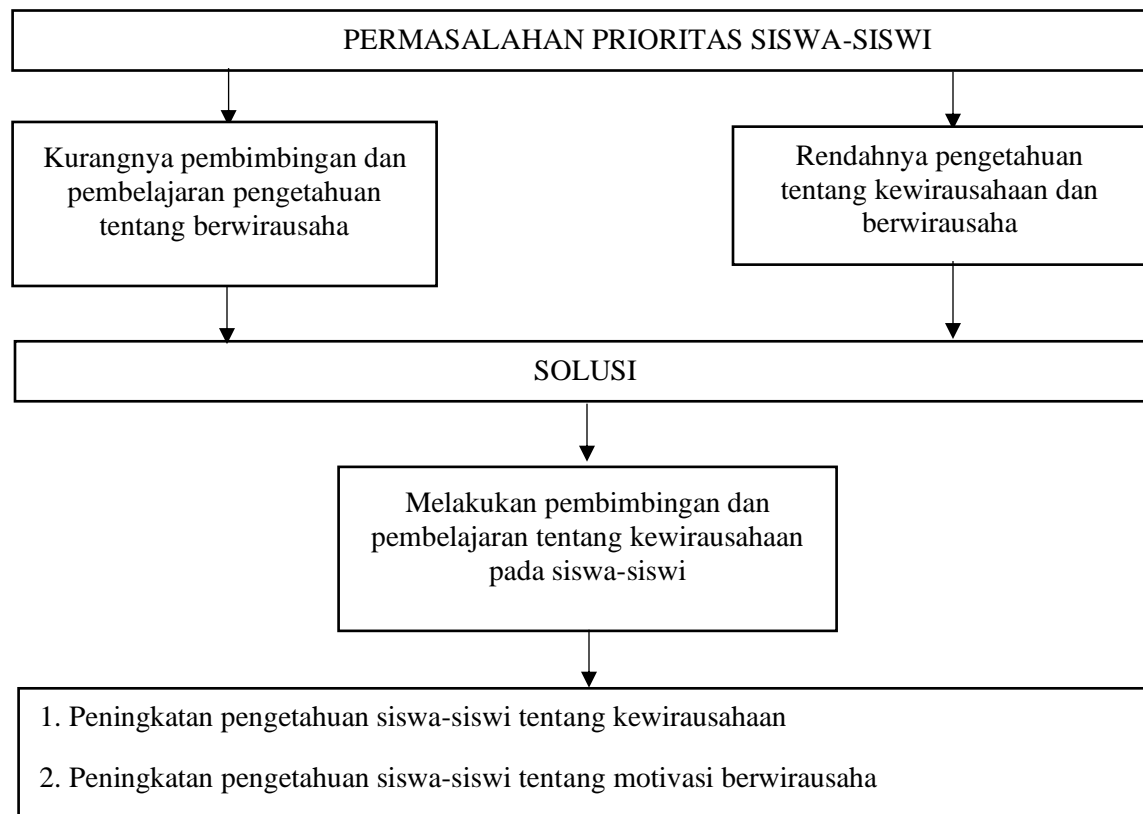 PERMASALAHAN PRIORITAS SISWA-SISWI
Kurangnya pembimbingan dan
pembelajaran pengetahuan
tentang berwirausaha
Rendahnya pengetahuan
tentang kewirausahaan dan
berwirausaha
SOLUSI
Melakukan pembimbingan dan
pembelajaran tentang kewirausahaan
pada siswa-siswi
1. Peningkatan pengetahuan siswa-siswi tentang kewirausahaan
2. Peningkatan pengetahuan siswa-siswi tentang motivasi berwirausaha